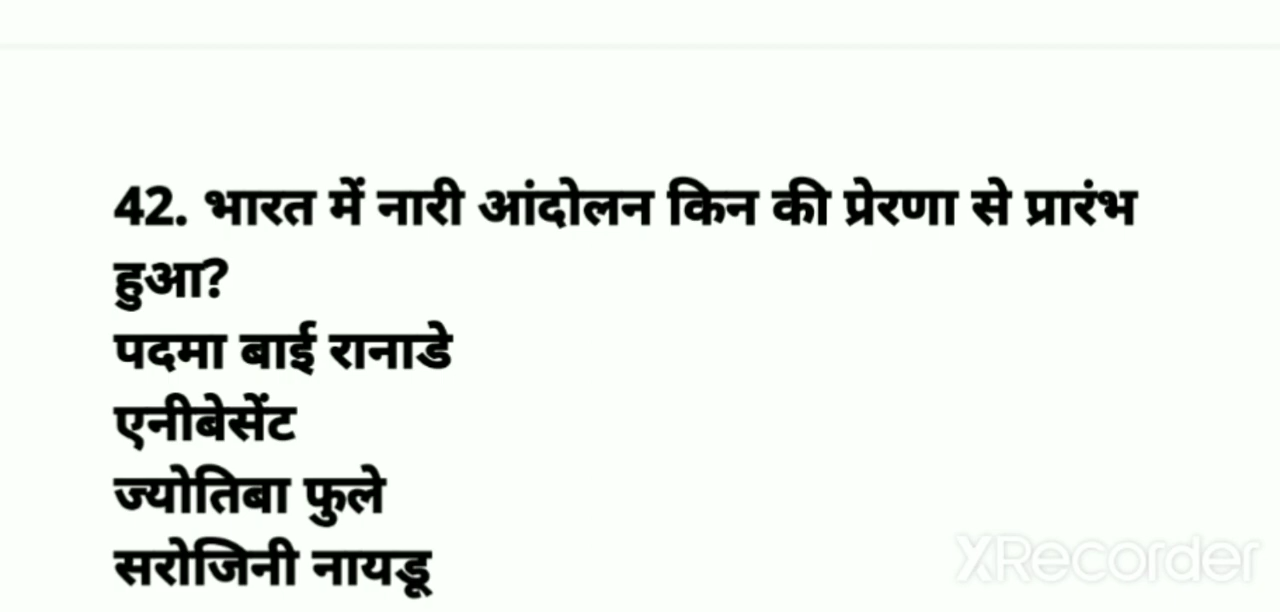 42. भारत में नारी आंदोलन किन की प्रेरणा से प्रारंभ
हुआ?
पदमा बाई रानाडे
एनीबेसेंट
ज्योतिबा फुले
सरोजिनी नायडू
XRecorder